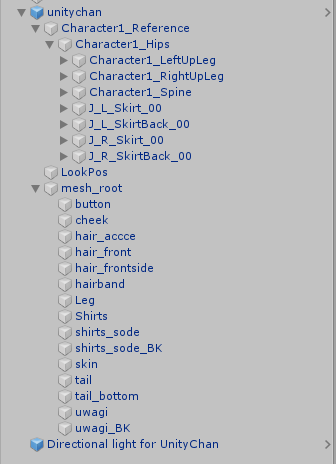 unitychan
Character1_Reference
Character1_Hips
Character1_LeftUpLeg
Character1_RightUpLeg
Character1_Spine
J_L_Skirt_00
J_L_SkirtBack_00
J_R_Skirt_00
J_R_SkirtBack_00
LookPos
mesh_root
button
cheek
hair_accce
hair_front
hair_frontside
hairband
Leg
Shirts
shirts_sode
shirts_sode_BK
skin
tail
tail_bottom
uwagi
uwagi_BK
Directional light for UnityChan